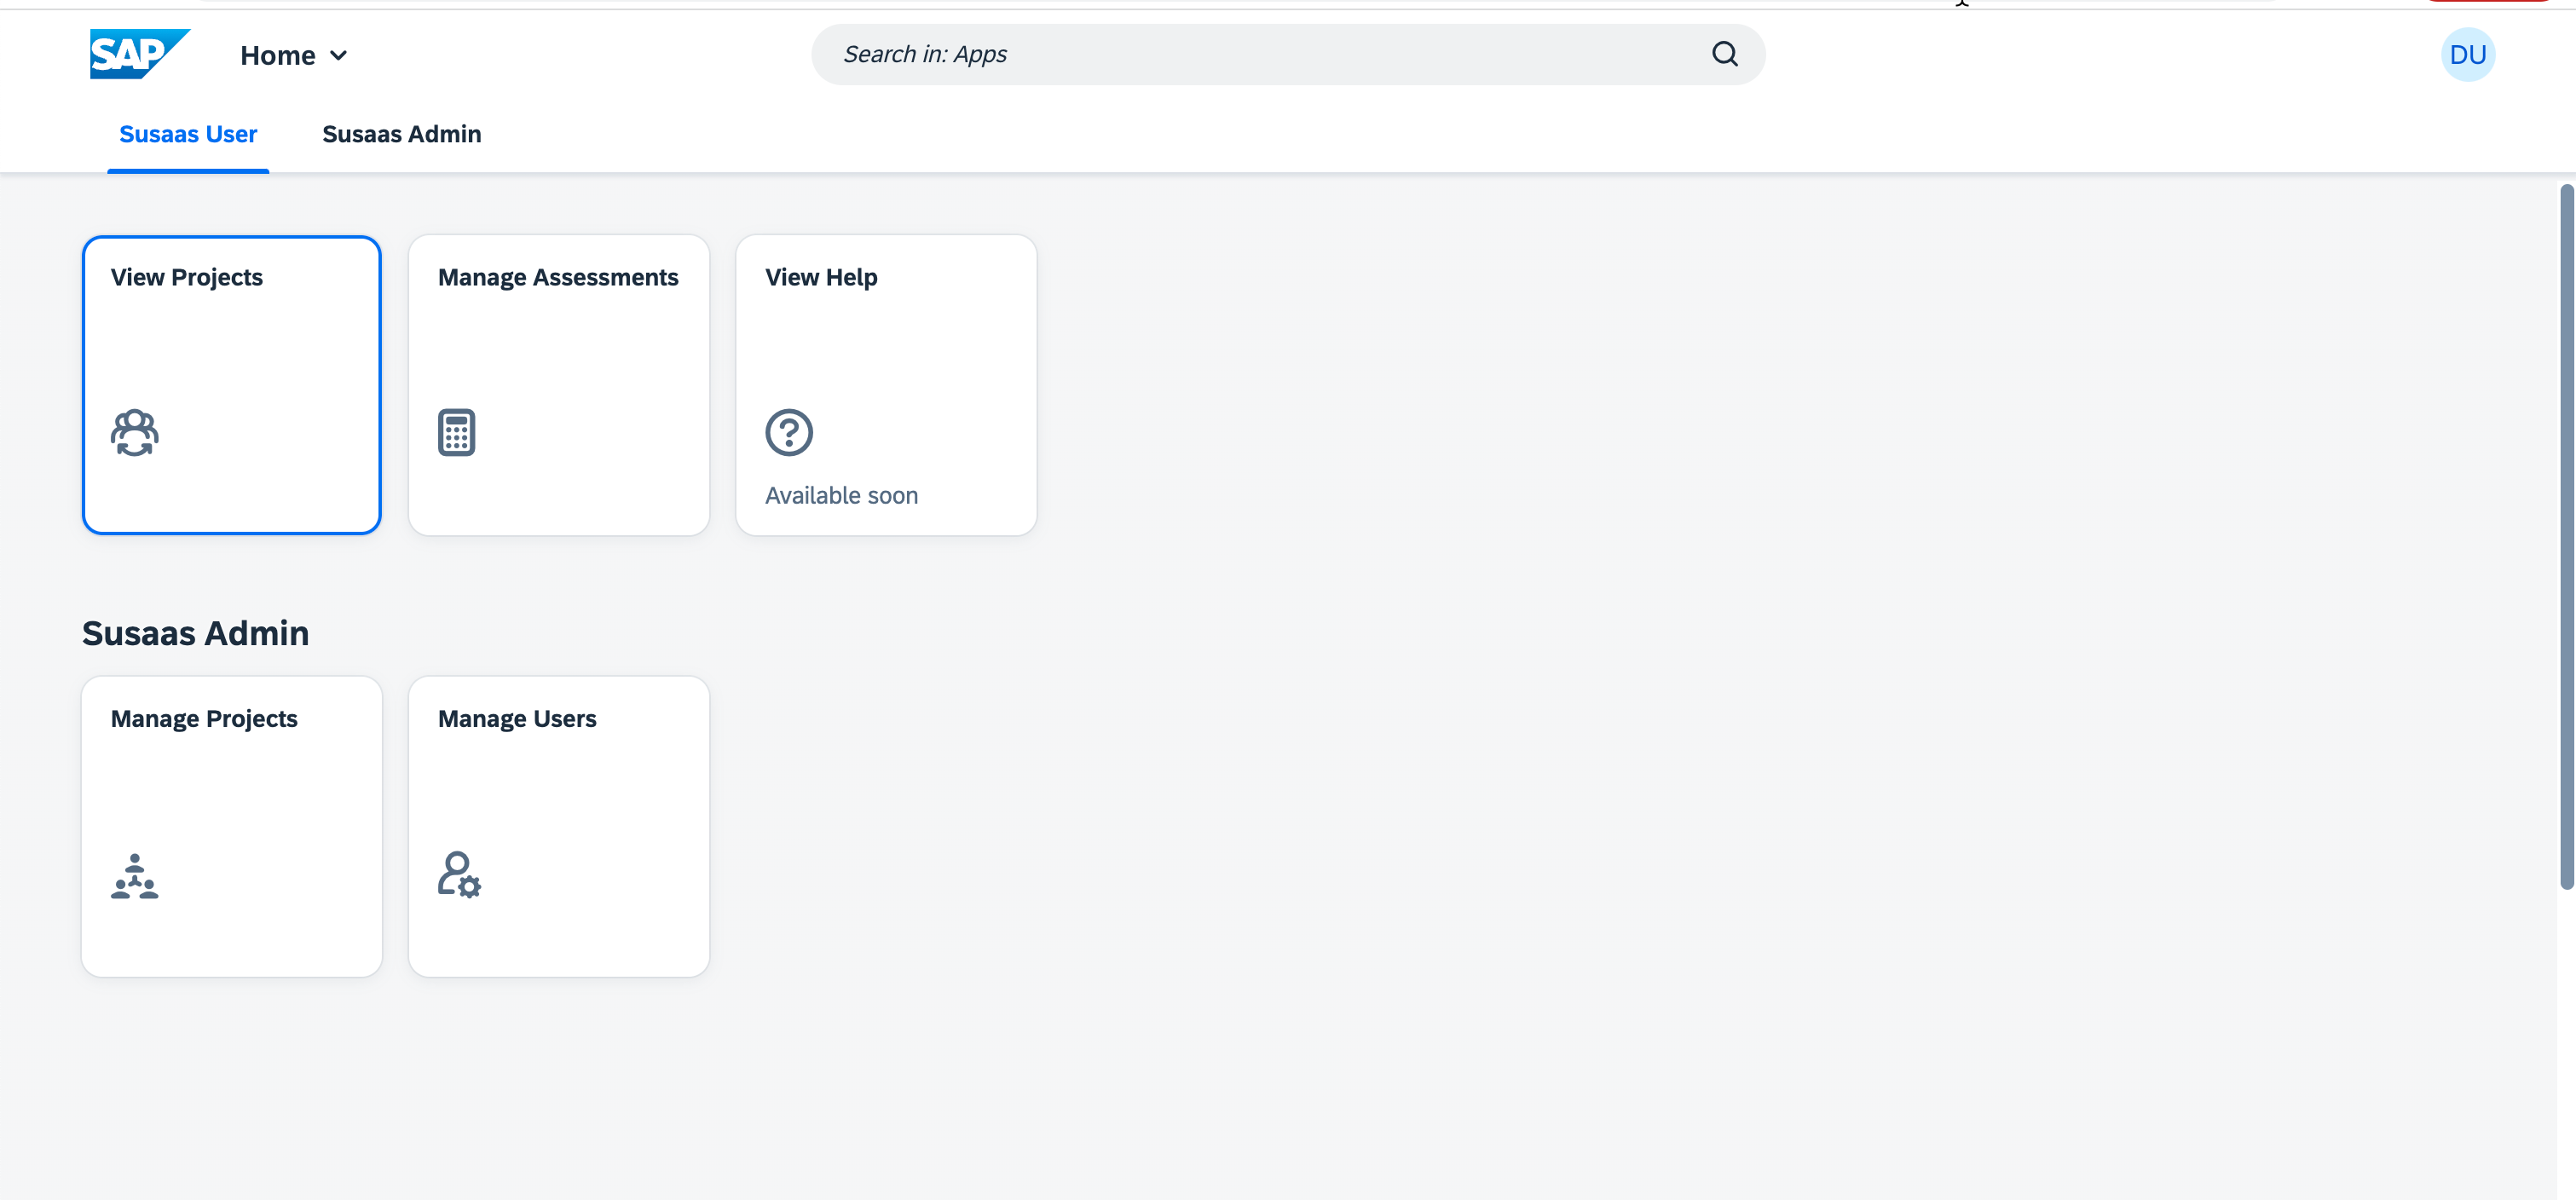 SAP
Home
Search in: Apps
DU
Susaas User
Susaas Admin
View Projects
Manage Assessments
View Help
Available soon
Susaas Admin
Manage Projects
Manage Users